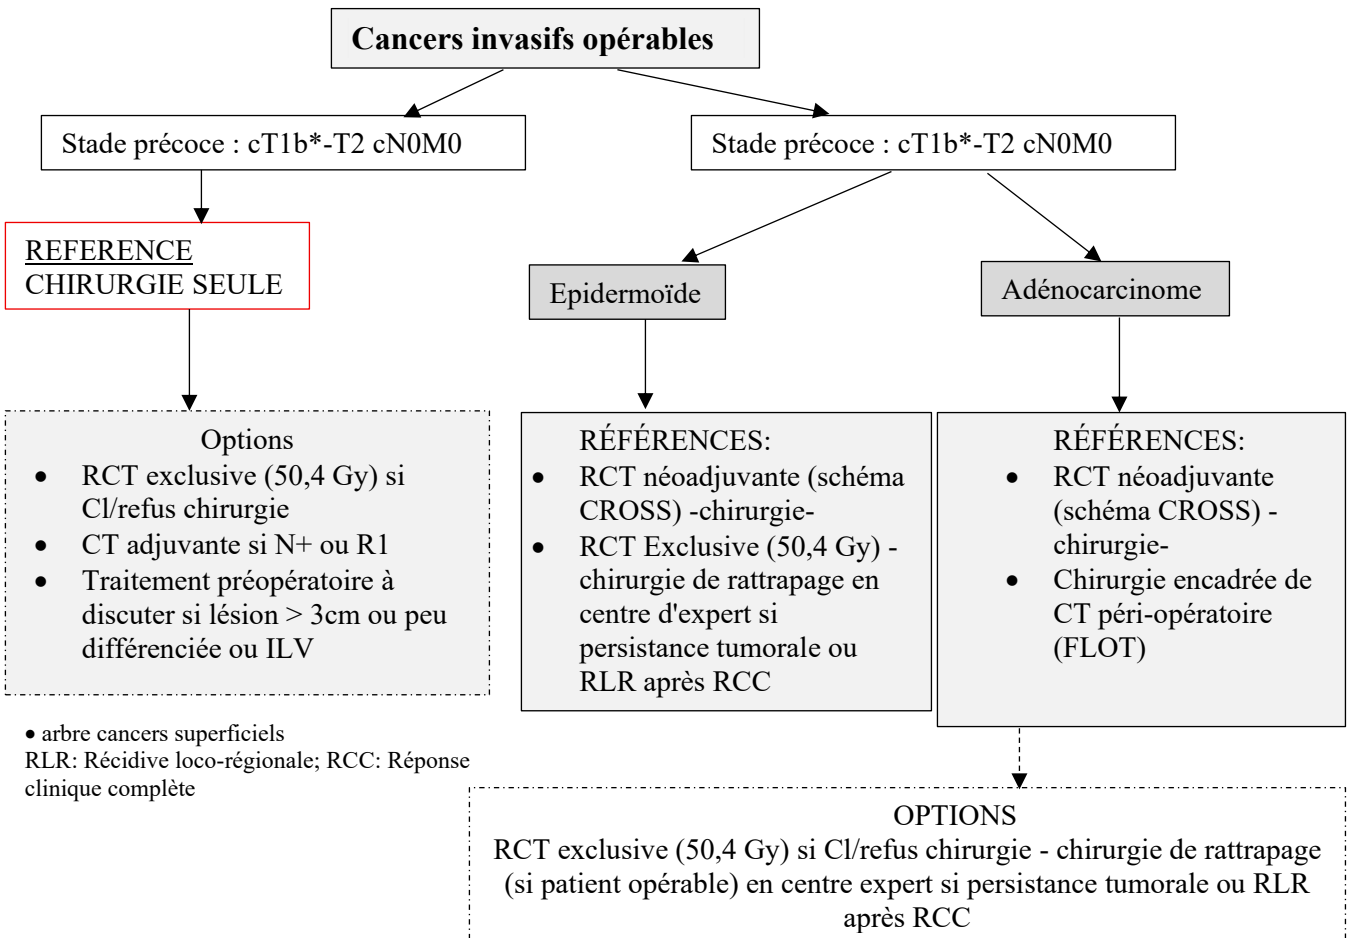 Cancers invasifs opérables
Stade précoce : cT1b*-T2 cN0M0
Stade précoce : cT1b*-T2 cN0M0
REFERENCE
CHIRURGIE SEULE
Epidermoïde
Adénocarcinome
Options
• RCT exclusive (50,4 Gy) si
Cl/refus chirurgie
• CT adjuvante si N+ ou R1
• Traitement préopératoire à
discuter si lésion > 3cm ou peu
différenciée ou ILV
RÉFÉRENCES:
• RCT néoadjuvante (schéma
CROSS) -chirurgie-
• RCT Exclusive (50,4 Gy) -
chirurgie de rattrapage en
centre d'expert si
persistance tumorale ou
RLR après RCC
RÉFÉRENCES:
• RCT néoadjuvante
(schéma CROSS) -
chirurgie-
• Chirurgie encadrée de
CT péri-opératoire
(FLOT)
• arbre cancers superficiels
RLR: Récidive loco-régionale; RCC: Réponse
clinique complète
OPTIONS
RCT exclusive (50,4 Gy) si Cl/refus chirurgie - chirurgie de rattrapage
(si patient opérable) en centre expert si persistance tumorale ou RLR
après RCC